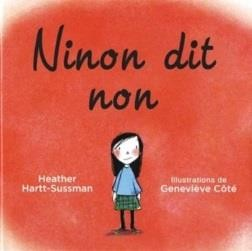 Ninon dit
non
Heather
Hartt-Sussman
Illustrations de
Geneviève Côté